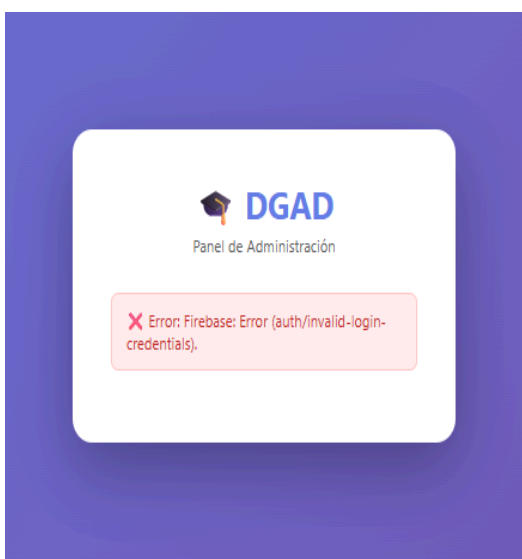 🎓 DGAD
Panel de Administración
❌ Error: Firebase: Error (auth/invalid-login-
credentials).